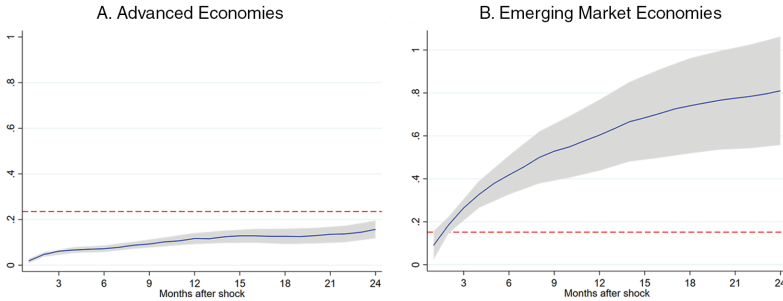 A. Advanced Economies
1
.8
.6
.4
.2
0
3 6 9 12 15 18 21 24
Months after shock
B. Emerging Market Economies
1
.8
.6
.4
.2
0
3 6 9 12 15 18 21 24
Months after shock